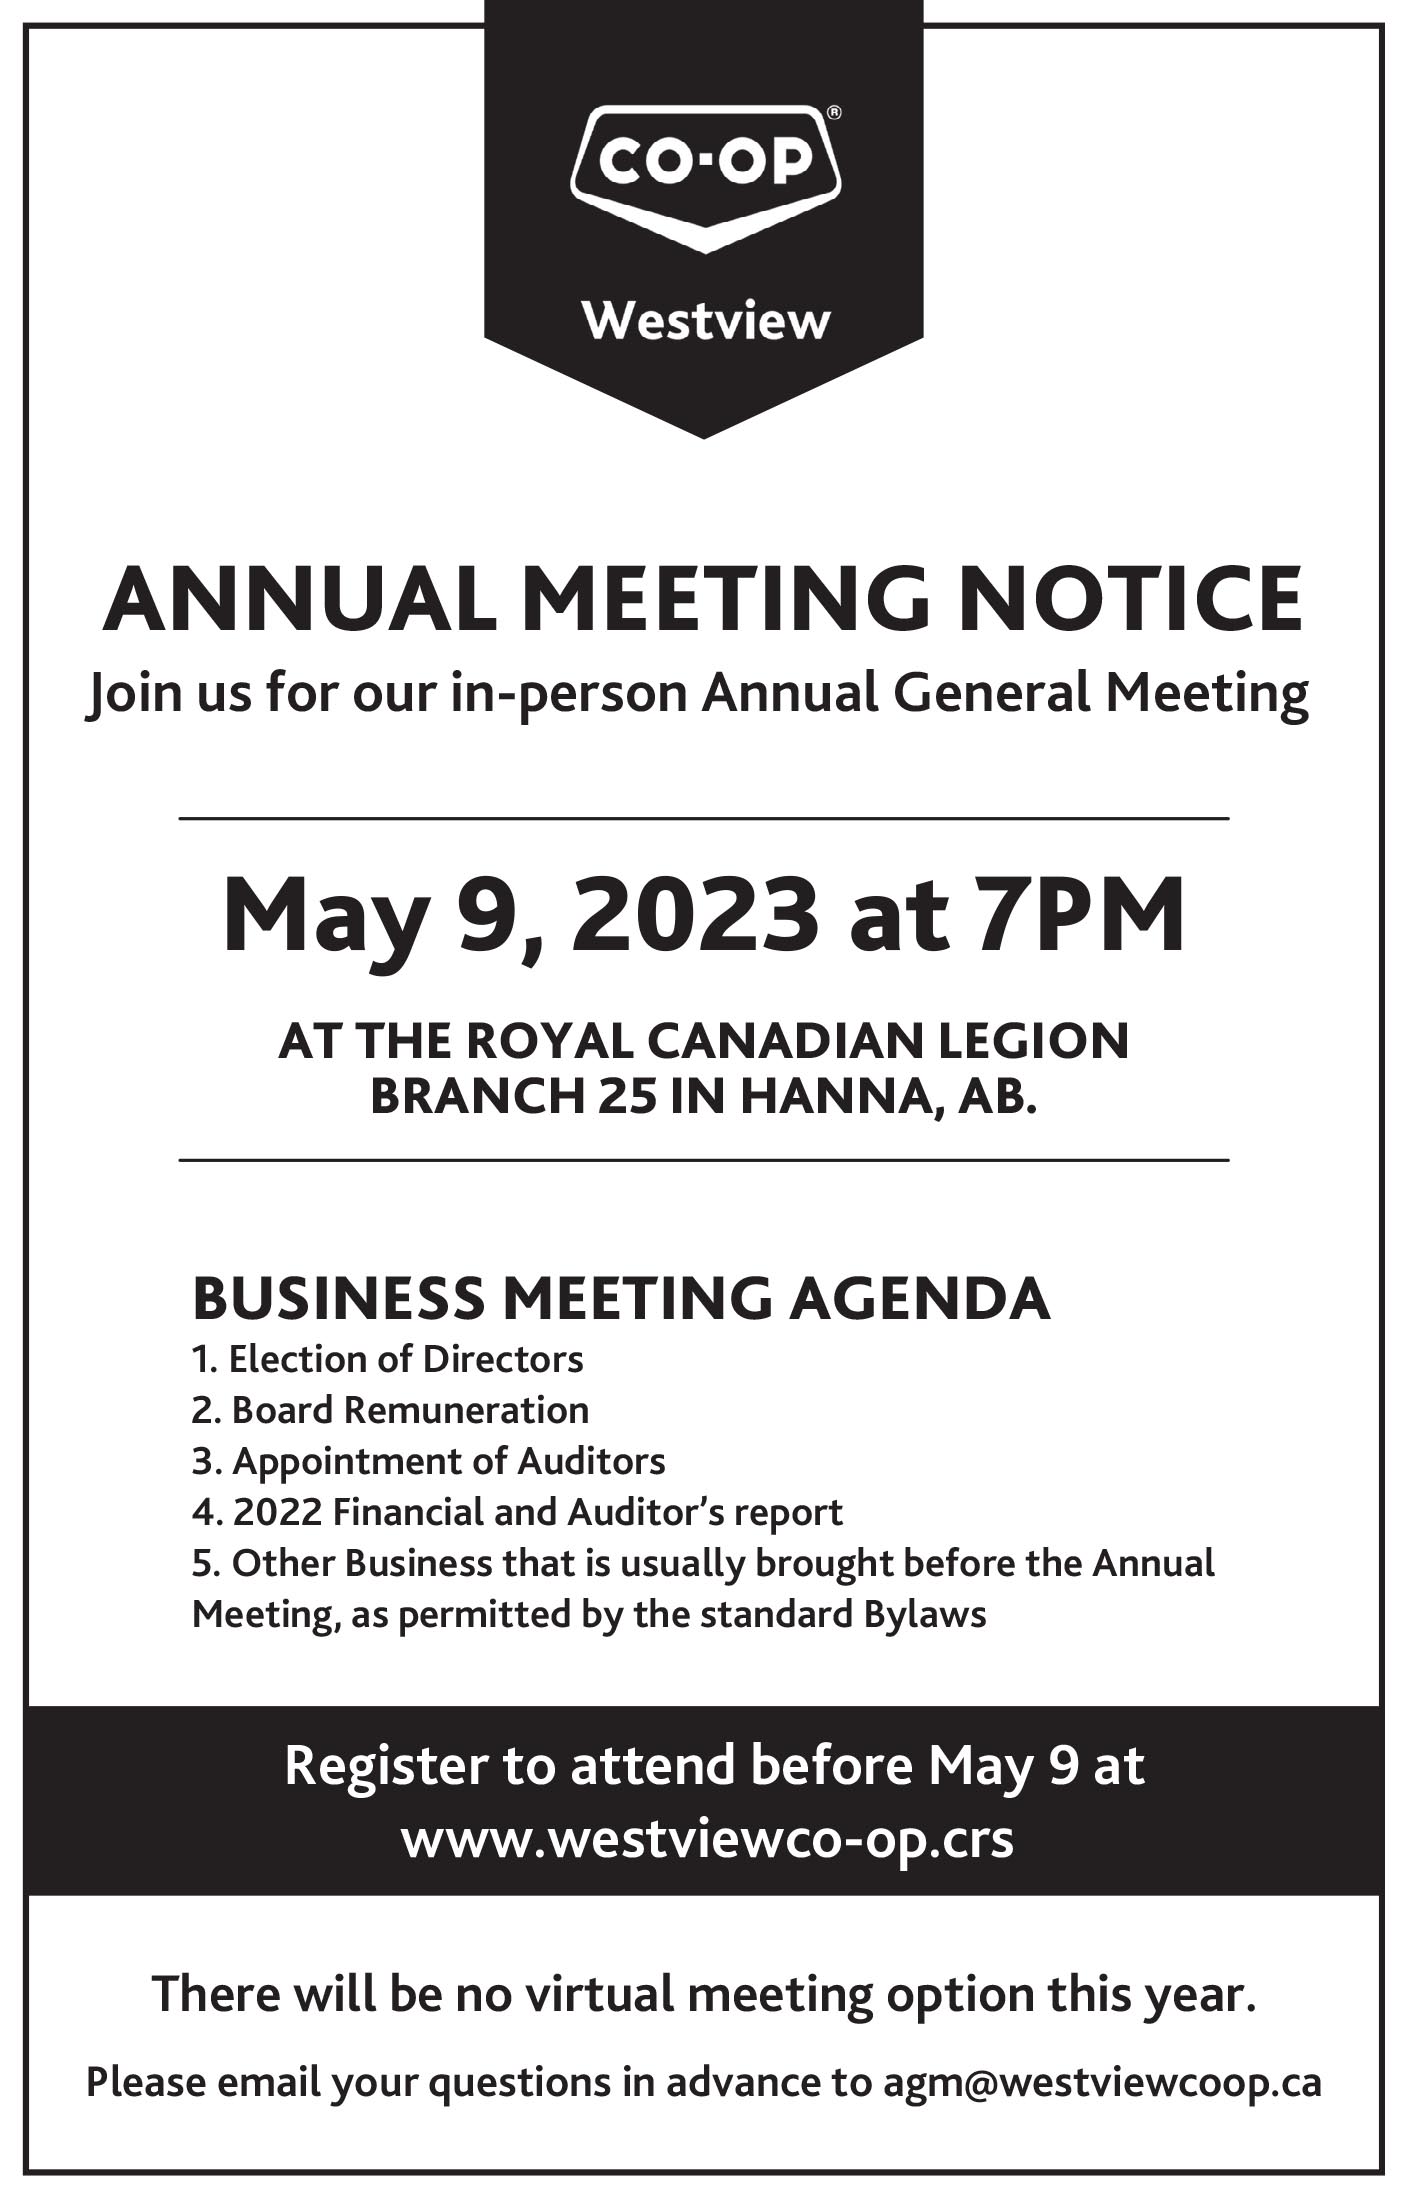 CO-OP®
Westview
ANNUAL MEETING NOTICE
Join us for our in-person Annual General Meeting
May 9, 2023 at 7PM
AT THE ROYAL CANADIAN LEGION
BRANCH 25 IN HANNA, AB.
BUSINESS MEETING AGENDA
1. Election of Directors
2. Board Remuneration
3. Appointment of Auditors
4. 2022 Financial and Auditor’s report
5. Other Business that is usually brought before the Annual
Meeting, as permitted by the standard Bylaws
Register to attend before May 9 at
www.westviewco-op.crs
There will be no virtual meeting option this year.
Please email your questions in advance to agm@westviewcoop.ca